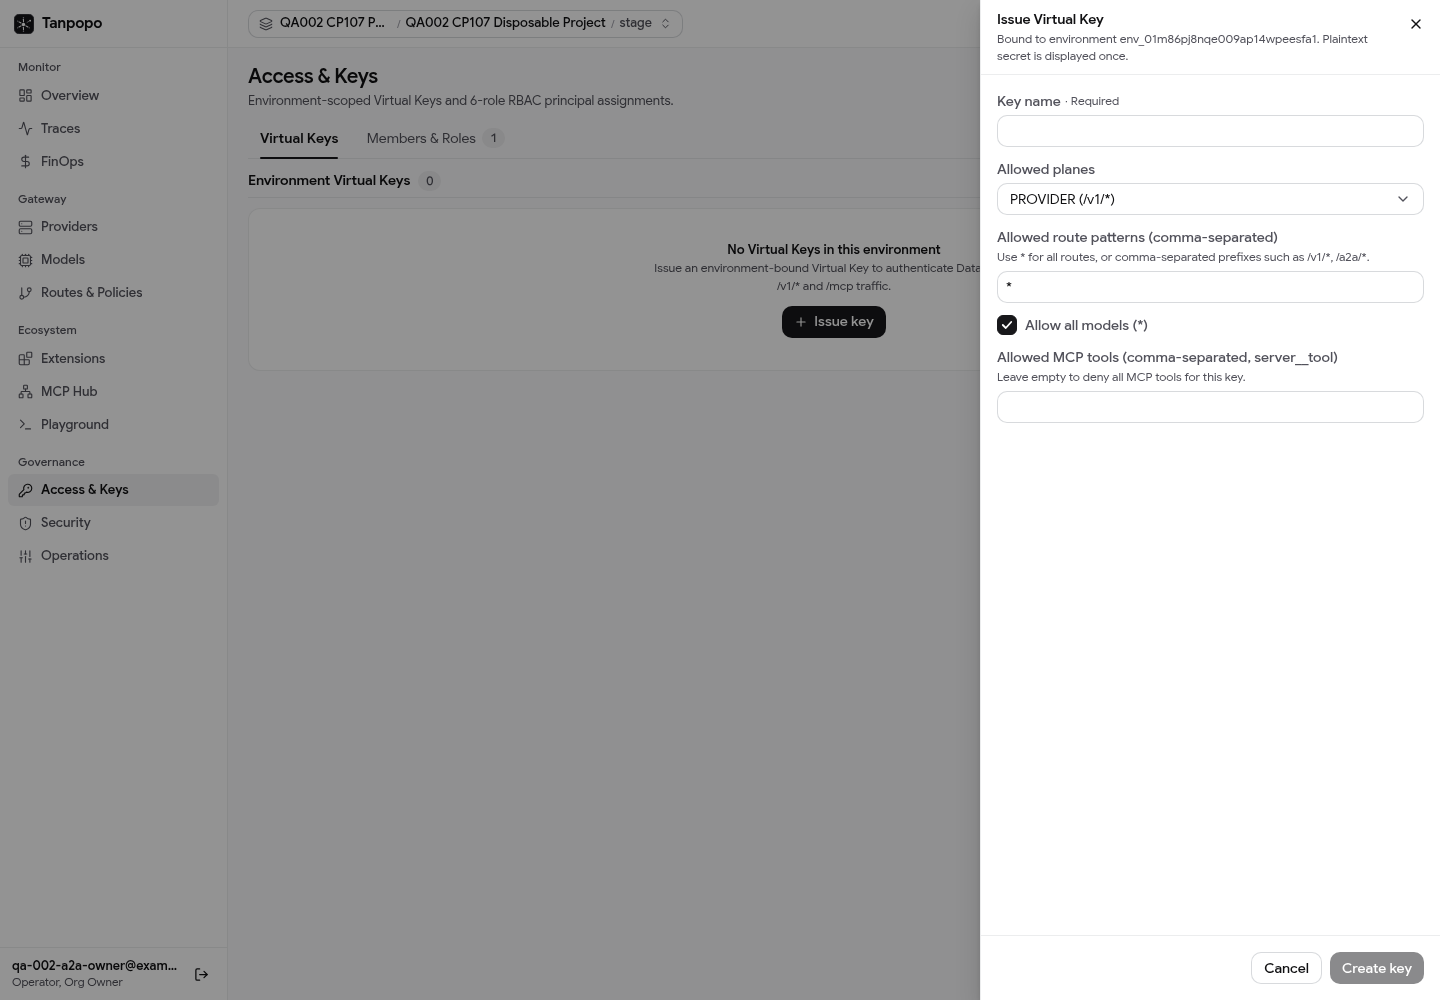 Tanpopo
Monitor
Overview
Traces
FinOps
Gateway
Providers
Models
Routes & Policies
Ecosystem
Extensions
MCP Hub
Playground
Governance
Access & Keys
Security
Operations
qa-002-a2a-owner@exam...
Operator, Org Owner
QA002 CP107 P... / QA002 CP107 Disposable Project / stage
Access & Keys
Environment-scoped Virtual Keys and 6-role RBAC principal assignments.
Virtual Keys
Members & Roles 1
Environment Virtual Keys 0
No Virtual Keys in this environment
Issue an environment-bound Virtual Key to authenticate Data
/v1/* and /mcp traffic.
Issue key
Issue Virtual Key
Bound to environment env_01m86pj8nqe009ap14wpeesfa1. Plaintext
secret is displayed once.
Key name · Required
Allowed planes
PROVIDER (/v1/*)
Allowed route patterns (comma-separated)
Use * for all routes, or comma-separated prefixes such as /v1/*, /a2a/*.
*
Allow all models (*)
Allowed MCP tools (comma-separated, server__tool)
Leave empty to deny all MCP tools for this key.
Cancel
Create key